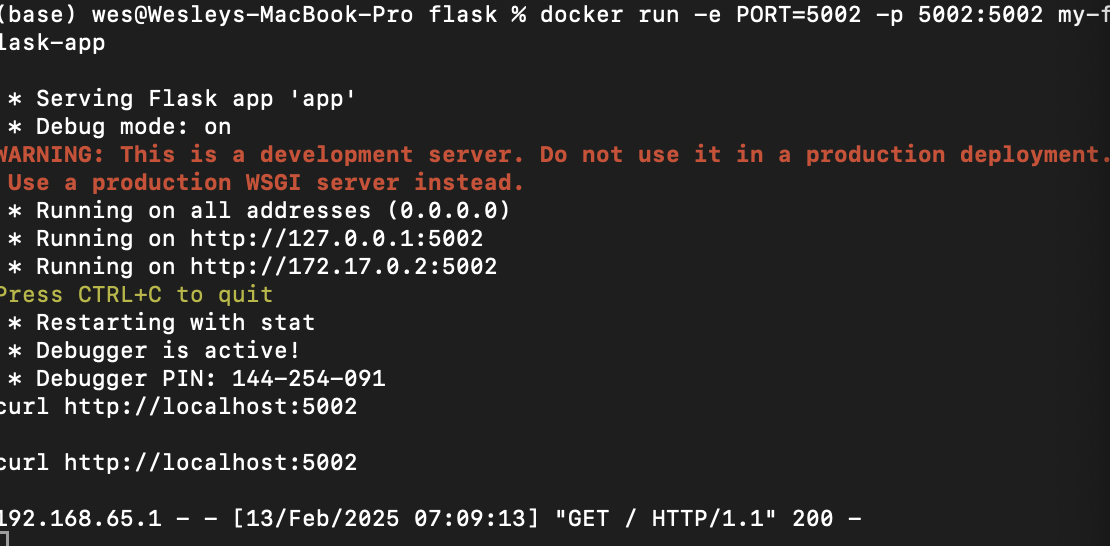 (base) wes@Wesleys-MacBook-Pro flask % docker run -e PORT=5002 -p 5002:5002 my-f
lask-app
* Serving Flask app 'app'
* Debug mode: on
WARNING: This is a development server. Do not use it in a production deployment.
Use a production WSGI server instead.
* Running on all addresses (0.0.0.0)
* Running on http://127.0.0.1:5002
* Running on http://172.17.0.2:5002
Press CTRL+C to quit
* Restarting with stat
* Debugger is active!
* Debugger PIN: 144-254-091
curl http://localhost:5002
curl http://localhost:5002
192.168.65.1 - - [13/Feb/2025 07:09:13] "GET / HTTP/1.1" 200 -